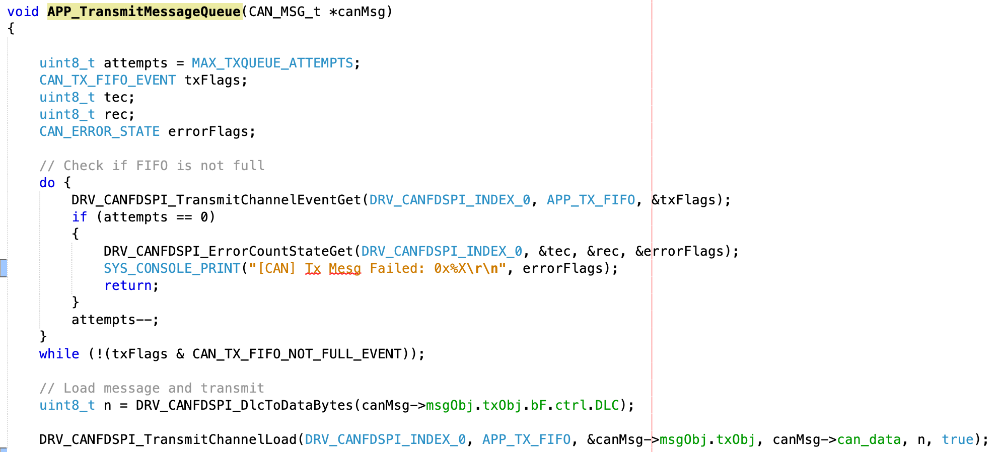 void APP_TransmitMessageQueue(CAN_MSG_t *canMsg)
{
uint8_t attempts = MAX_TXQUEUE_ATTEMPTS;
CAN_TX_FIFO_EVENT txFlags;
uint8_t tec;
uint8_t rec;
CAN_ERROR_STATE errorFlags;
// Check if FIFO is not full
do {
DRV_CANFDSPI_TransmitChannelEventGet(DRV_CANFDSPI_INDEX_0, APP_TX_FIFO, &txFlags);
if (attempts == 0)
{
DRV_CANFDSPI_ErrorCountStateGet(DRV_CANFDSPI_INDEX_0, &tec, &rec, &errorFlags);
SYS_CONSOLE_PRINT("[CAN] Tx Mesg Failed: 0x%X\r\n", errorFlags);
return;
}
attempts--;
}
while (!(txFlags & CAN_TX_FIFO_NOT_FULL_EVENT));
// Load message and transmit
uint8_t n = DRV_CANFDSPI_DlcToDataBytes(canMsg->msgObj.txObj.bF.ctrl.DLC);
DRV_CANFDSPI_TransmitChannelLoad(DRV_CANFDSPI_INDEX_0, APP_TX_FIFO, &canMsg->msgObj.txObj, canMsg->can_data, n, true);